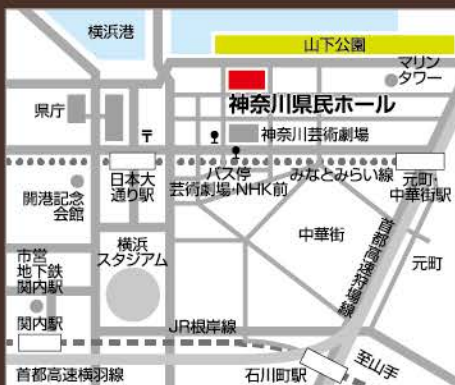 横浜港
山下公園
マリン
タワー
県庁
神奈川県民ホール
〒
神奈川芸術劇場
日本大
通り駅
バス停
芸術劇場・NHK前
みなとみらい線
元町・
中華街駅
開港記念
会館
横浜
スタジアム
中華街
首都高速狩場線
元町
市営
地下鉄
関内駅
関内駅
JR根岸線
首都高速横羽線
石川町駅
至山手